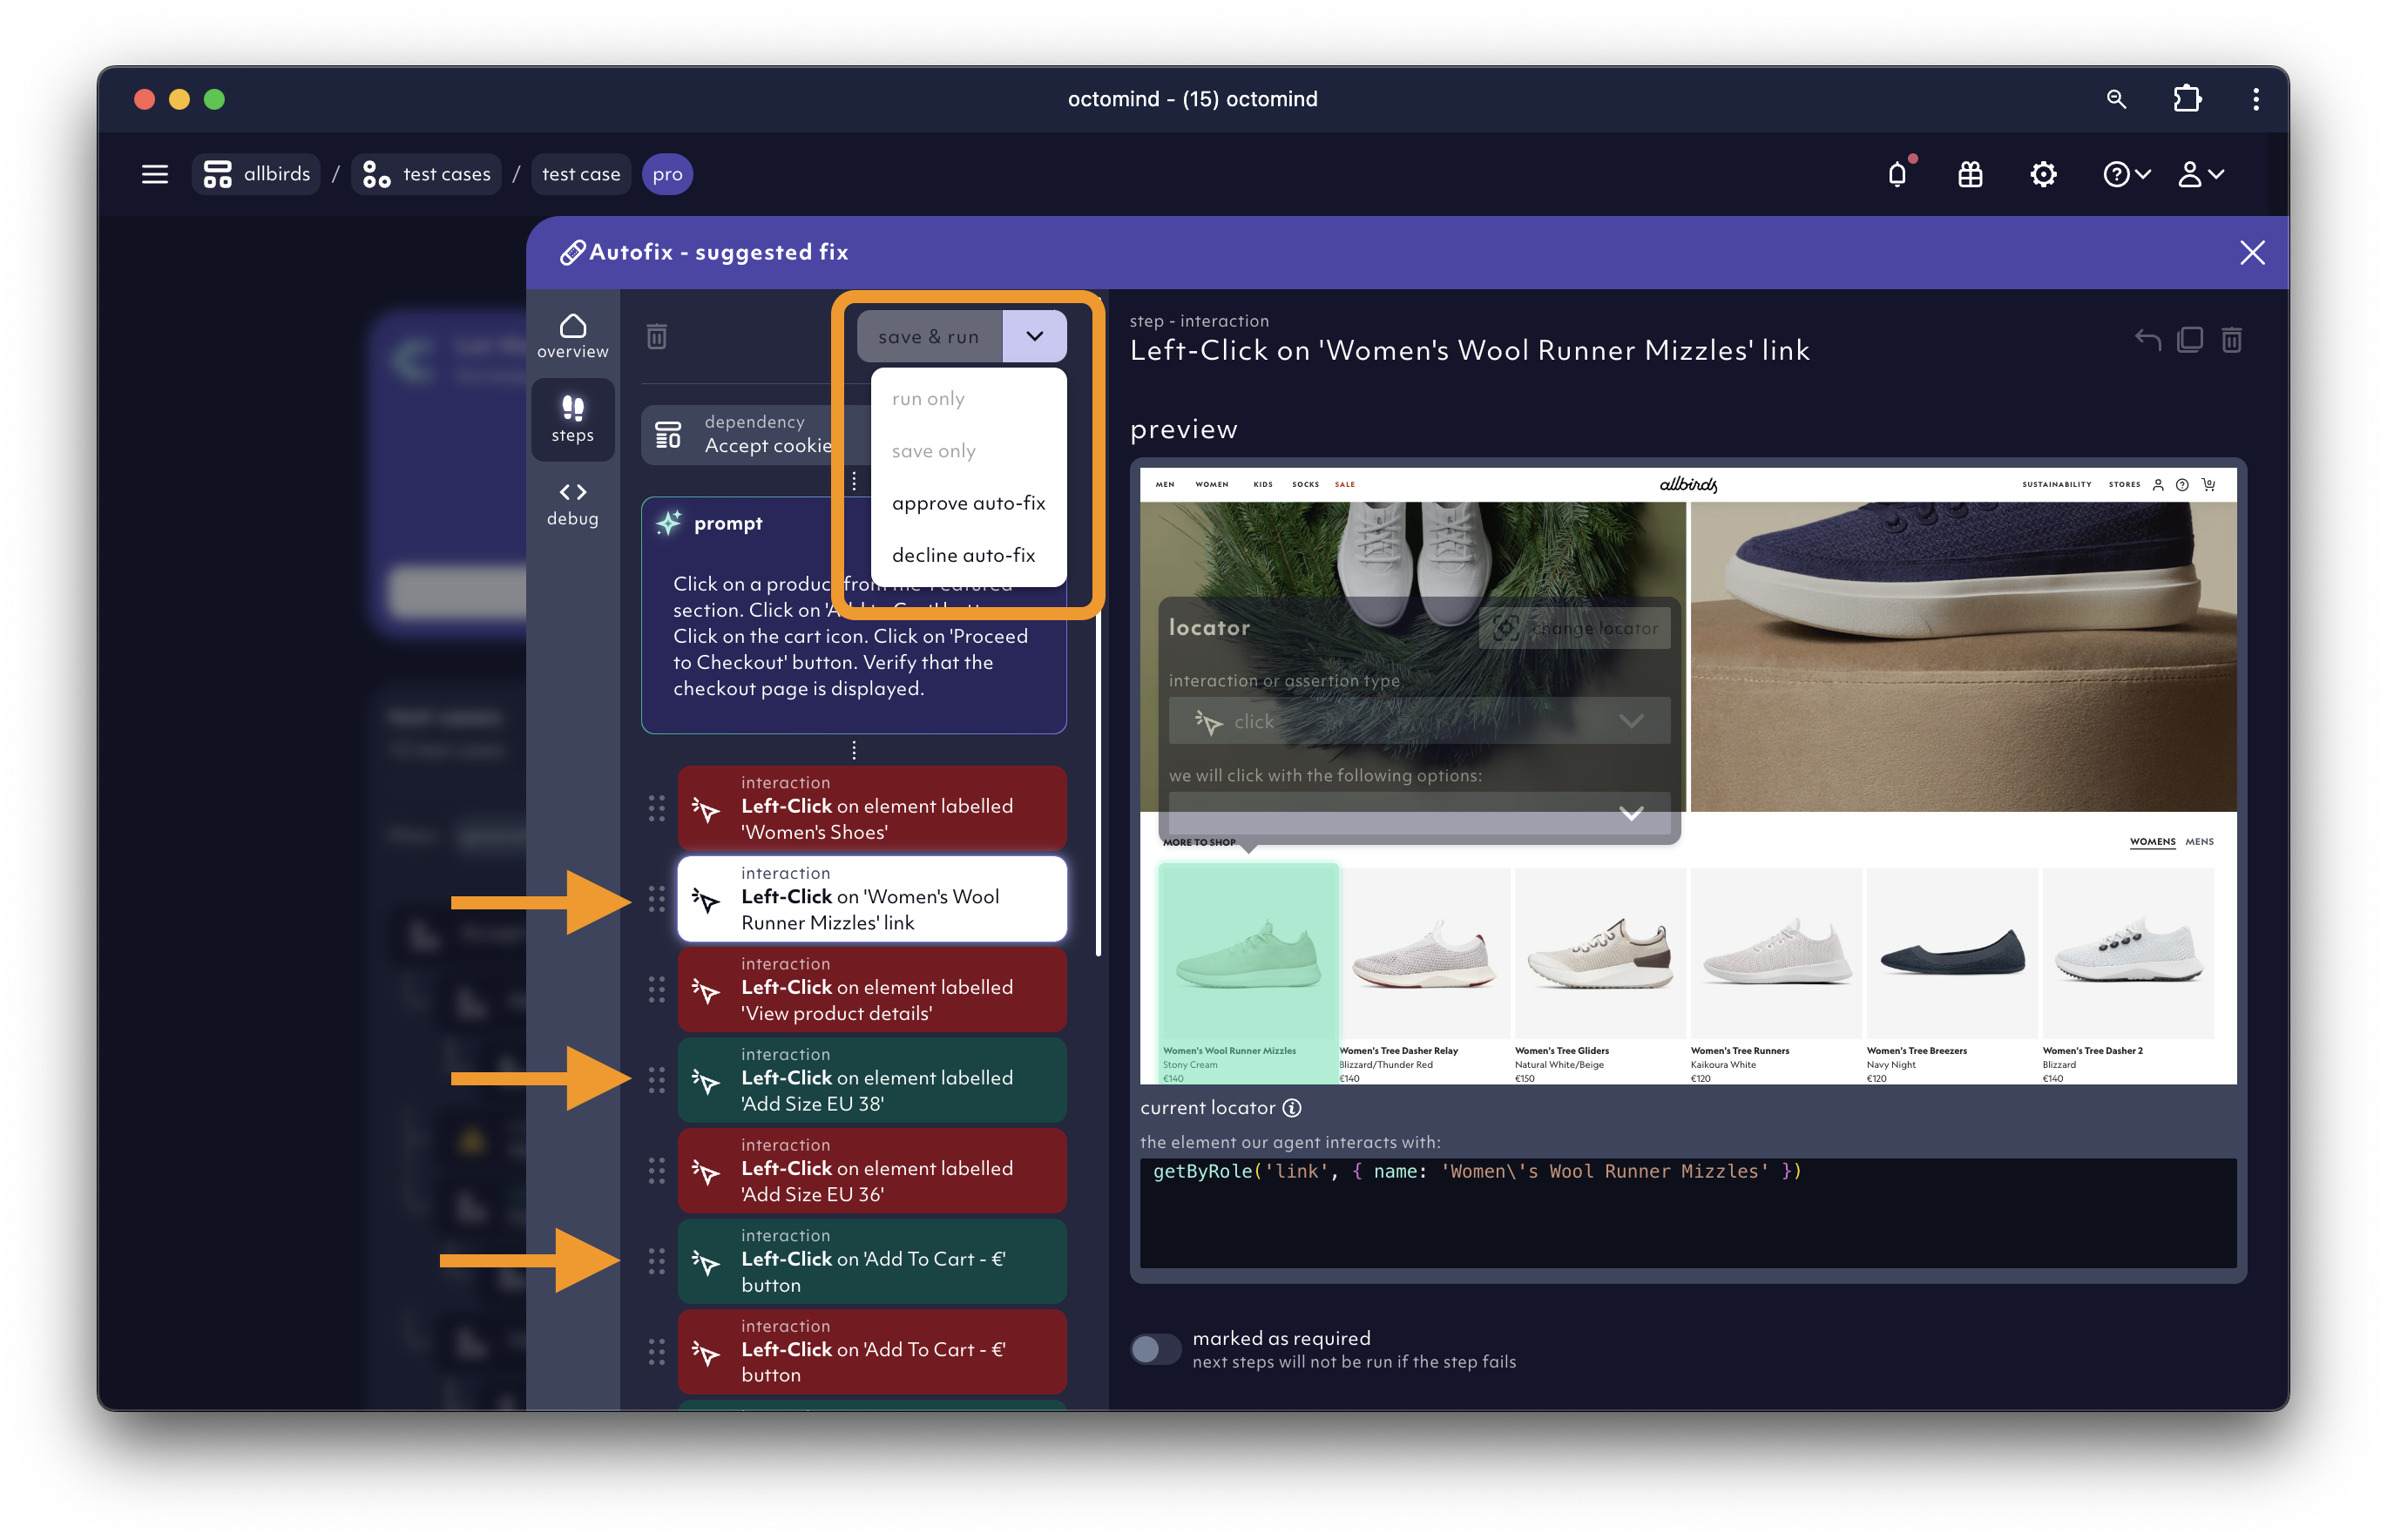 octomind - (15) octomind
allbirds / test cases / test case pro
Autofix - suggested fix
overview
steps
debug
save & run
run only
save only
approve auto-fix
decline auto-fix
dependency
Accept cookie
prompt
Click on a product from the 'Featured'
section. Click on 'Add to Cart' button.
Click on the cart icon. Click on 'Proceed
to Checkout' button. Verify that the
checkout page is displayed.
interaction
Left-Click on element labelled
'Women's Shoes'
interaction
Left-Click on 'Women's Wool
Runner Mizzles' link
interaction
Left-Click on element labelled
'View product details'
interaction
Left-Click on element labelled
'Add Size EU 38'
interaction
Left-Click on element labelled
'Add Size EU 36'
interaction
Left-Click on 'Add To Cart - €'
button
interaction
Left-Click on 'Add To Cart - €'
button
step - interaction
Left-Click on 'Women's Wool Runner Mizzles' link
preview
MEN WOMEN KIDS SOCKS SALE
allbirds
SUSTAINABILITY STORES
0
locator
change locator
interaction or assertion type
click
we will click with the following options:
MORE TO SHOP
WOMENS MENS
Women's Wool Runner Mizzles
Stony Cream
€140
Women's Tree Dasher Relay
Blizzard/Thunder Red
€140
Women's Tree Gliders
Natural White/Beige
€150
Women's Tree Runners
Kaikoura White
€120
Women's Tree Breezers
Navy Night
€120
Women's Tree Dasher 2
Blizzard
€140
current locator
the element our agent interacts with:
getByRole('link', { name: 'Women\'s Wool Runner Mizzles' })
marked as required
next steps will not be run if the step fails